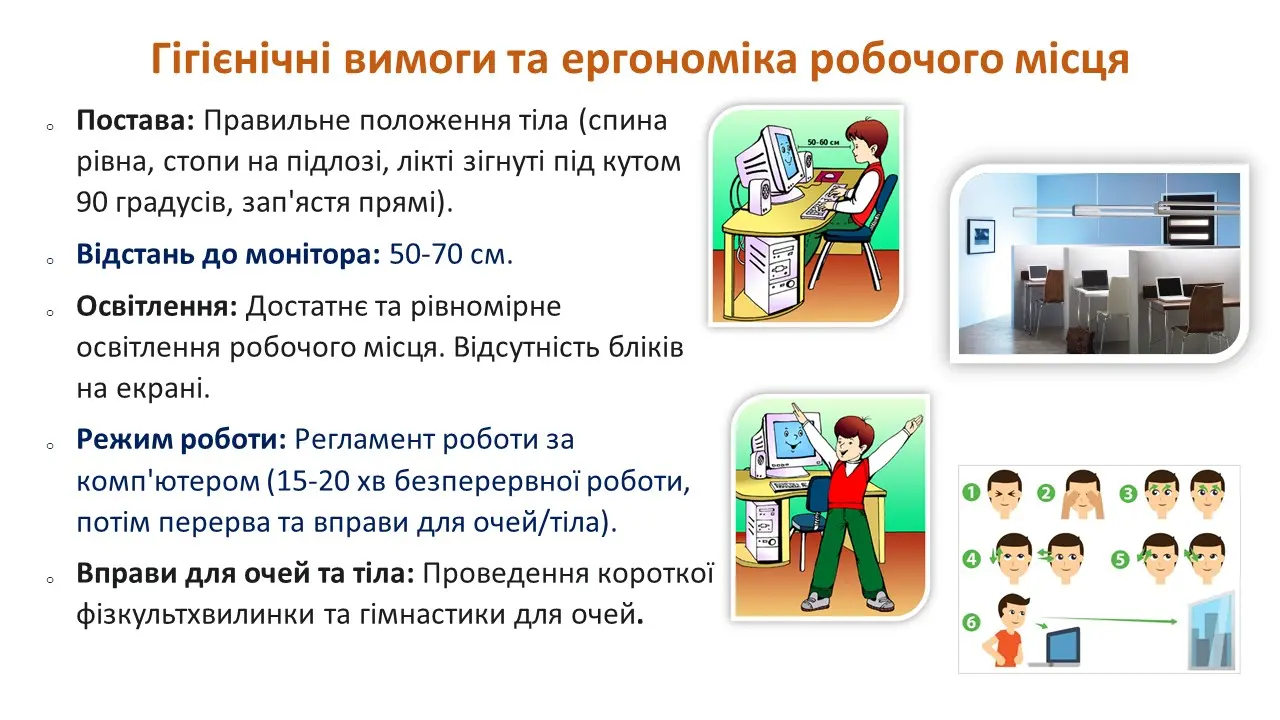 Гігієнічні вимоги та ергономіка робочого місця
Постава: Правильне положення тіла (спина
рівна, стопи на підлозі, лікті зігнуті під кутом
90 градусів, зап'ястя прямі).
Відстань до монітора: 50-70 см.
Освітлення: Достатнє та рівномірне
освітлення робочого місця. Відсутність бліків
на екрані.
Режим роботи: Регламент роботи за
комп'ютером (15-20 хв безперервної роботи,
потім перерва та вправи для очей/тіла).
Вправи для очей та тіла: Проведення короткої
фізкультхвилинки та гімнастики для очей.
50-60 см
1 2 3
4 5
6